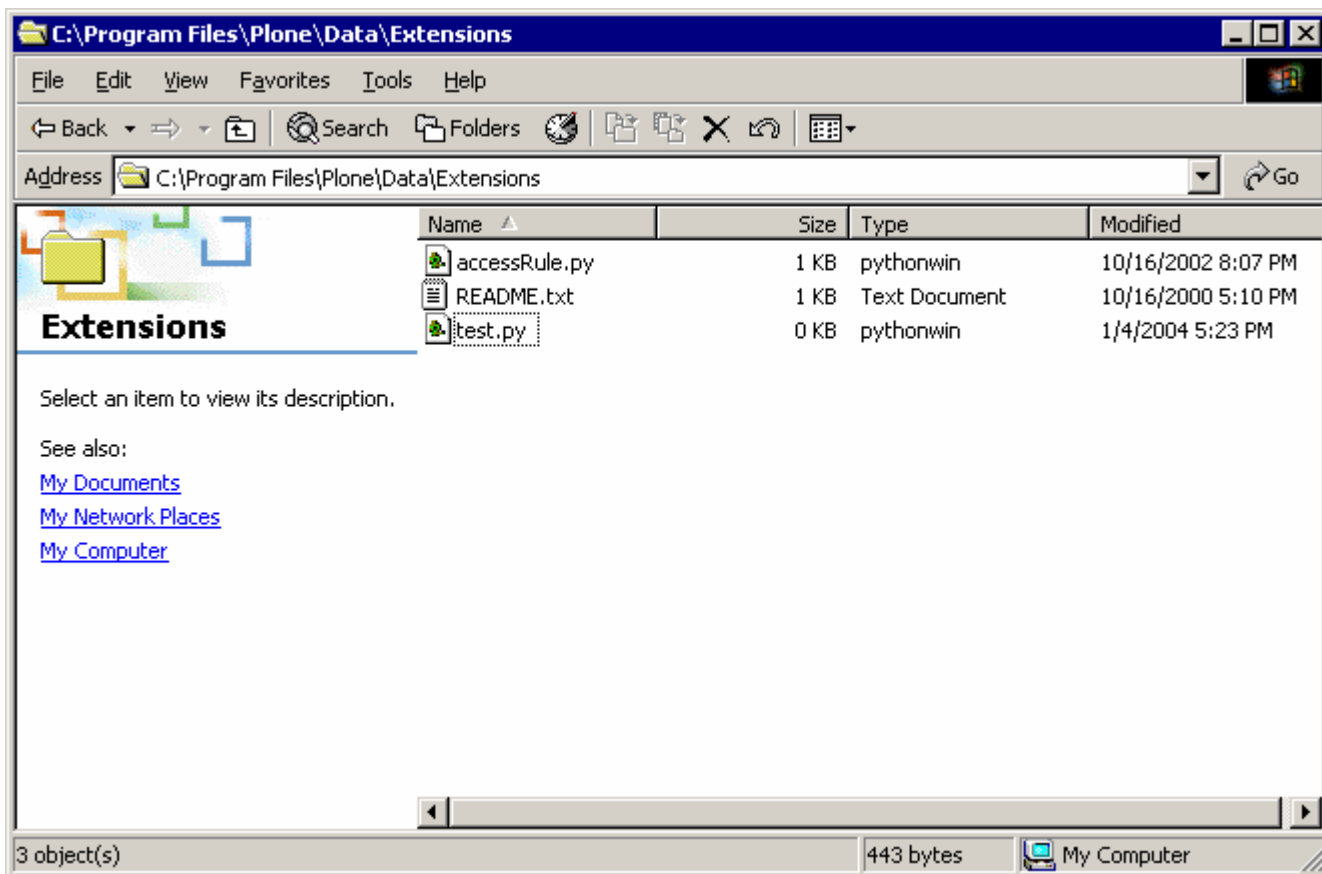 C:\Program Files\Plone\Data\Extensions
File Edit View Favorites Tools Help
Back Search Folders
Address C:\Program Files\Plone\Data\Extensions Go
Name Size Type Modified
accessRule.py 1 KB pythonwin 10/16/2002 8:07 PM
README.txt 1 KB Text Document 10/16/2000 5:10 PM
test.py 0 KB pythonwin 1/4/2004 5:23 PM
Extensions
Select an item to view its description.
See also:
My Documents
My Network Places
My Computer
3 object(s) 443 bytes My Computer